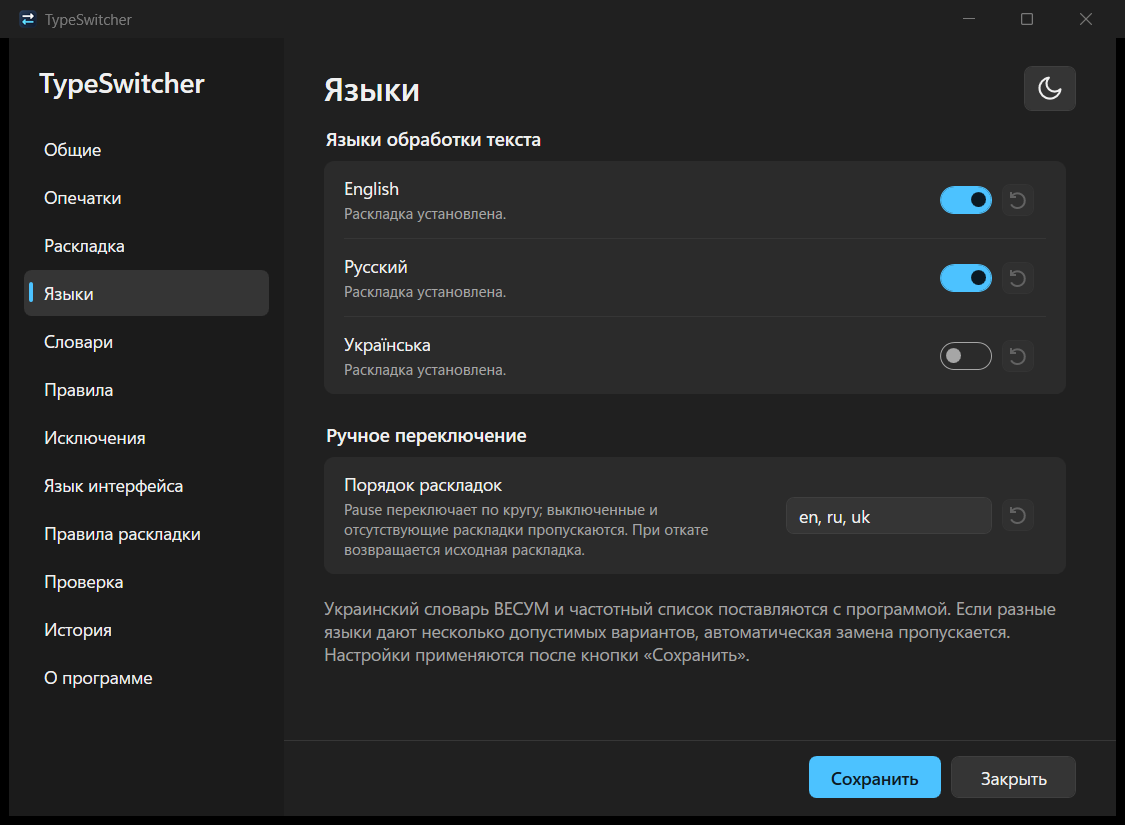 TypeSwitcher
TypeSwitcher
Общие
Опечатки
Раскладка
Языки
Словари
Правила
Исключения
Язык интерфейса
Правила раскладки
Проверка
История
О программе
Языки
Языки обработки текста
English
Раскладка установлена.
Русский
Раскладка установлена.
Українська
Раскладка установлена.
Ручное переключение
Порядок раскладок
Pause переключает по кругу; выключенные и
отсутствующие раскладки пропускаются. При откате
возвращается исходная раскладка.
en, ru, uk
Украинский словарь ВЕСУМ и частотный список поставляются с программой. Если разные
языки дают несколько допустимых вариантов, автоматическая замена пропускается.
Настройки применяются после кнопки «Сохранить».
Сохранить
Закрыть